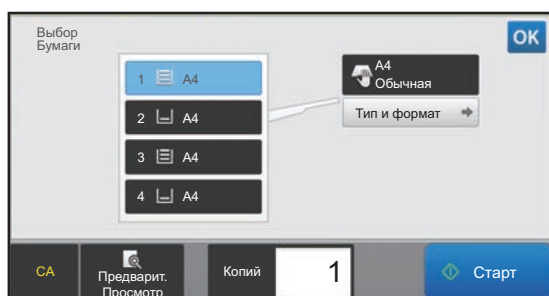 Выбор
Бумаги
OK
1 A4
2 A4
3 A4
4 A4
A4
Обычная
Тип и формат
CA
Предварит.
Просмотр
Копий
1
Старт